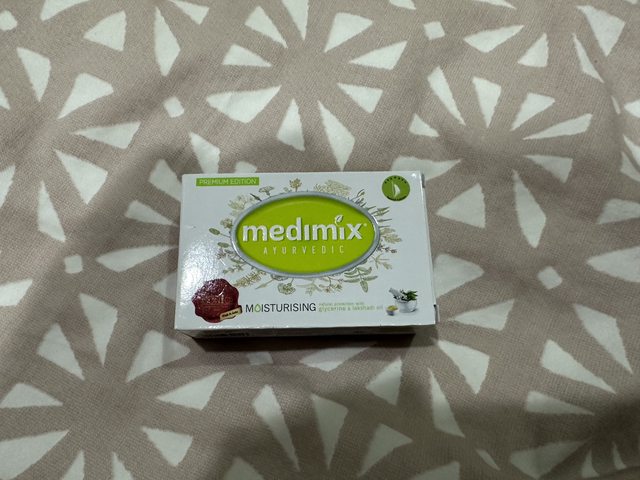 PREMIUM EDITION
medimix
AYURVEDIC
MOISTURISING
glycerine & lakshadi oil